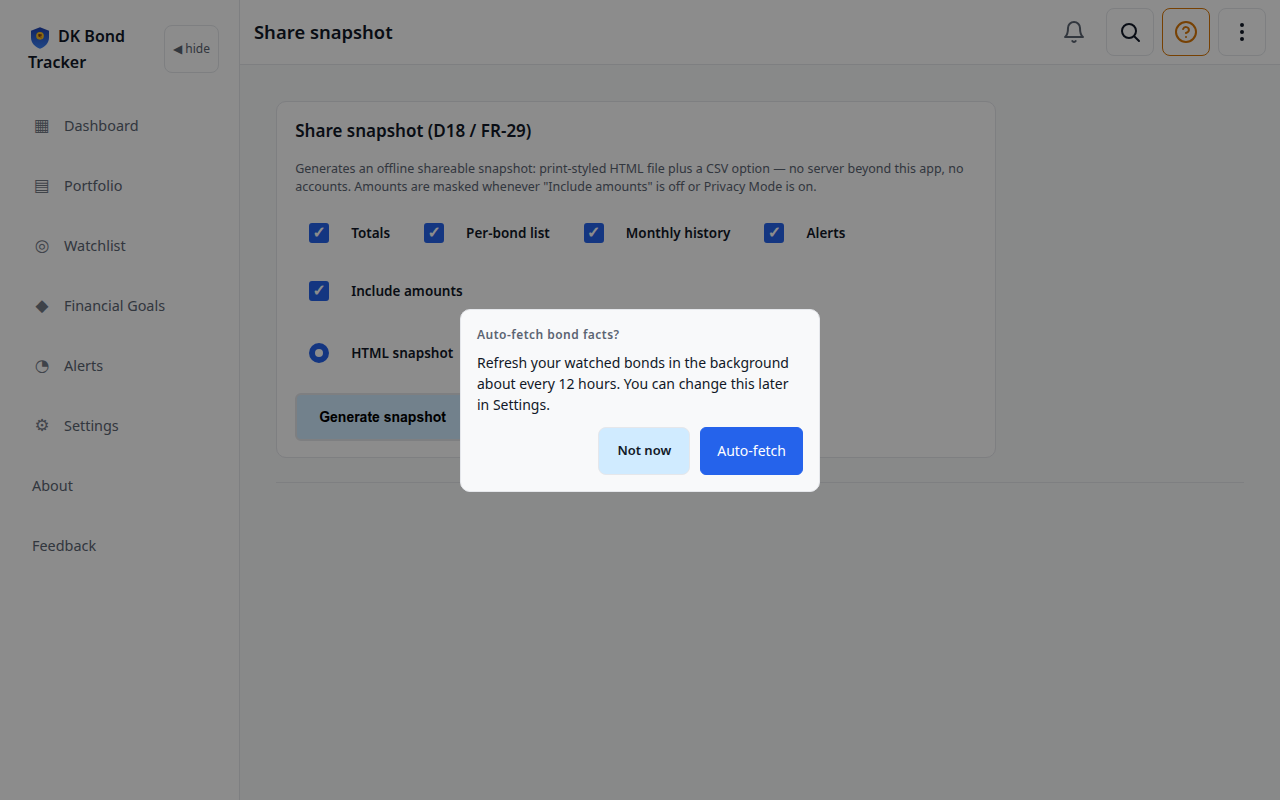 DK Bond
Tracker
◀ hide
Dashboard
Portfolio
Watchlist
Financial Goals
Alerts
Settings
About
Feedback
Share snapshot
Share snapshot (D18 / FR-29)
Generates an offline shareable snapshot: print-styled HTML file plus a CSV option — no server beyond this app, no
accounts. Amounts are masked whenever "Include amounts" is off or Privacy Mode is on.
Totals Per-bond list Monthly history Alerts
Include amounts
HTML snapshot
Generate snapshot
Auto-fetch bond facts?
Refresh your watched bonds in the background
about every 12 hours. You can change this later
in Settings.
Not now Auto-fetch